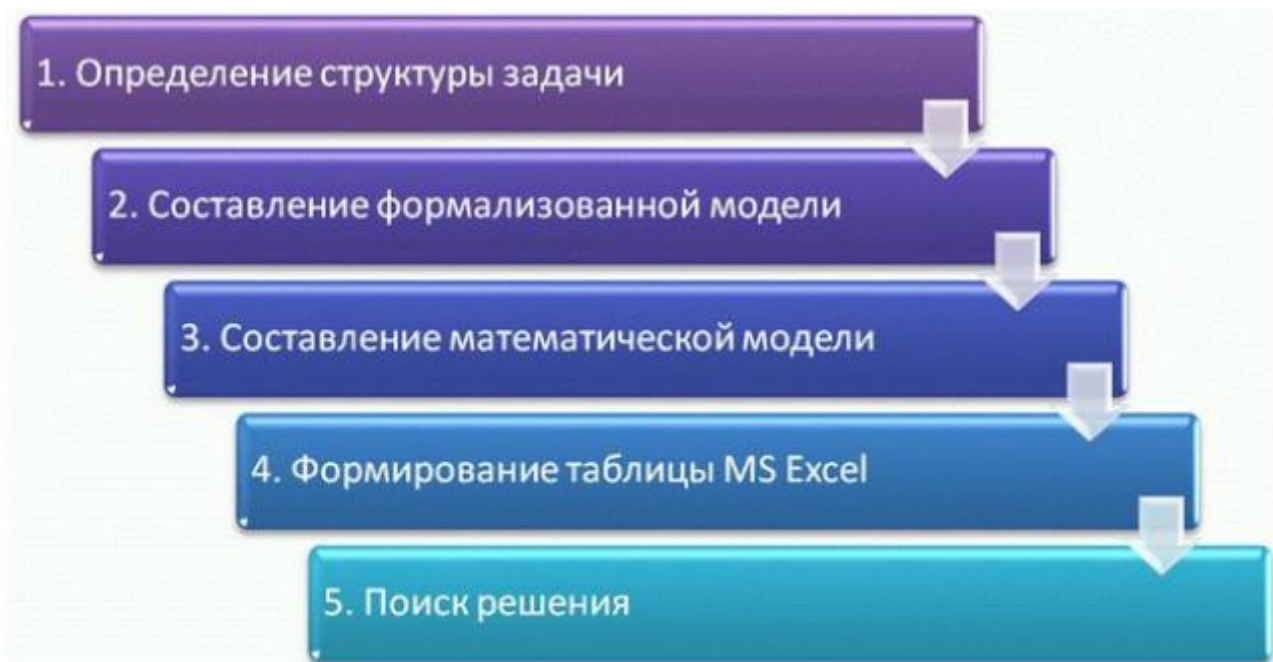 1. Определение структуры задачи
2. Составление формализованной модели
3. Составление математической модели
4. Формирование таблицы MS Excel
5. Поиск решения